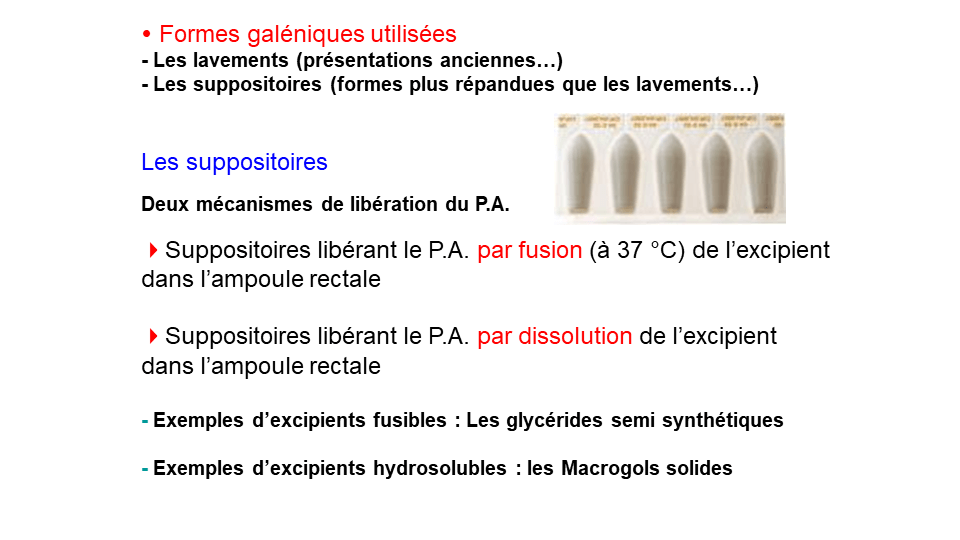 • Formes galéniques utilisées
- Les lavements (présentations anciennes…)
- Les suppositoires (formes plus répandues que les lavements…)
Les suppositoires
Deux mécanismes de libération du P.A.
Suppositoires libérant le P.A. par fusion (à 37 °C) de l’excipient
dans l’ampoule rectale
Suppositoires libérant le P.A. par dissolution de l’excipient
dans l’ampoule rectale
- Exemples d’excipients fusibles : Les glycérides semi synthétiques
- Exemples d’excipients hydrosolubles : les Macrogols solides